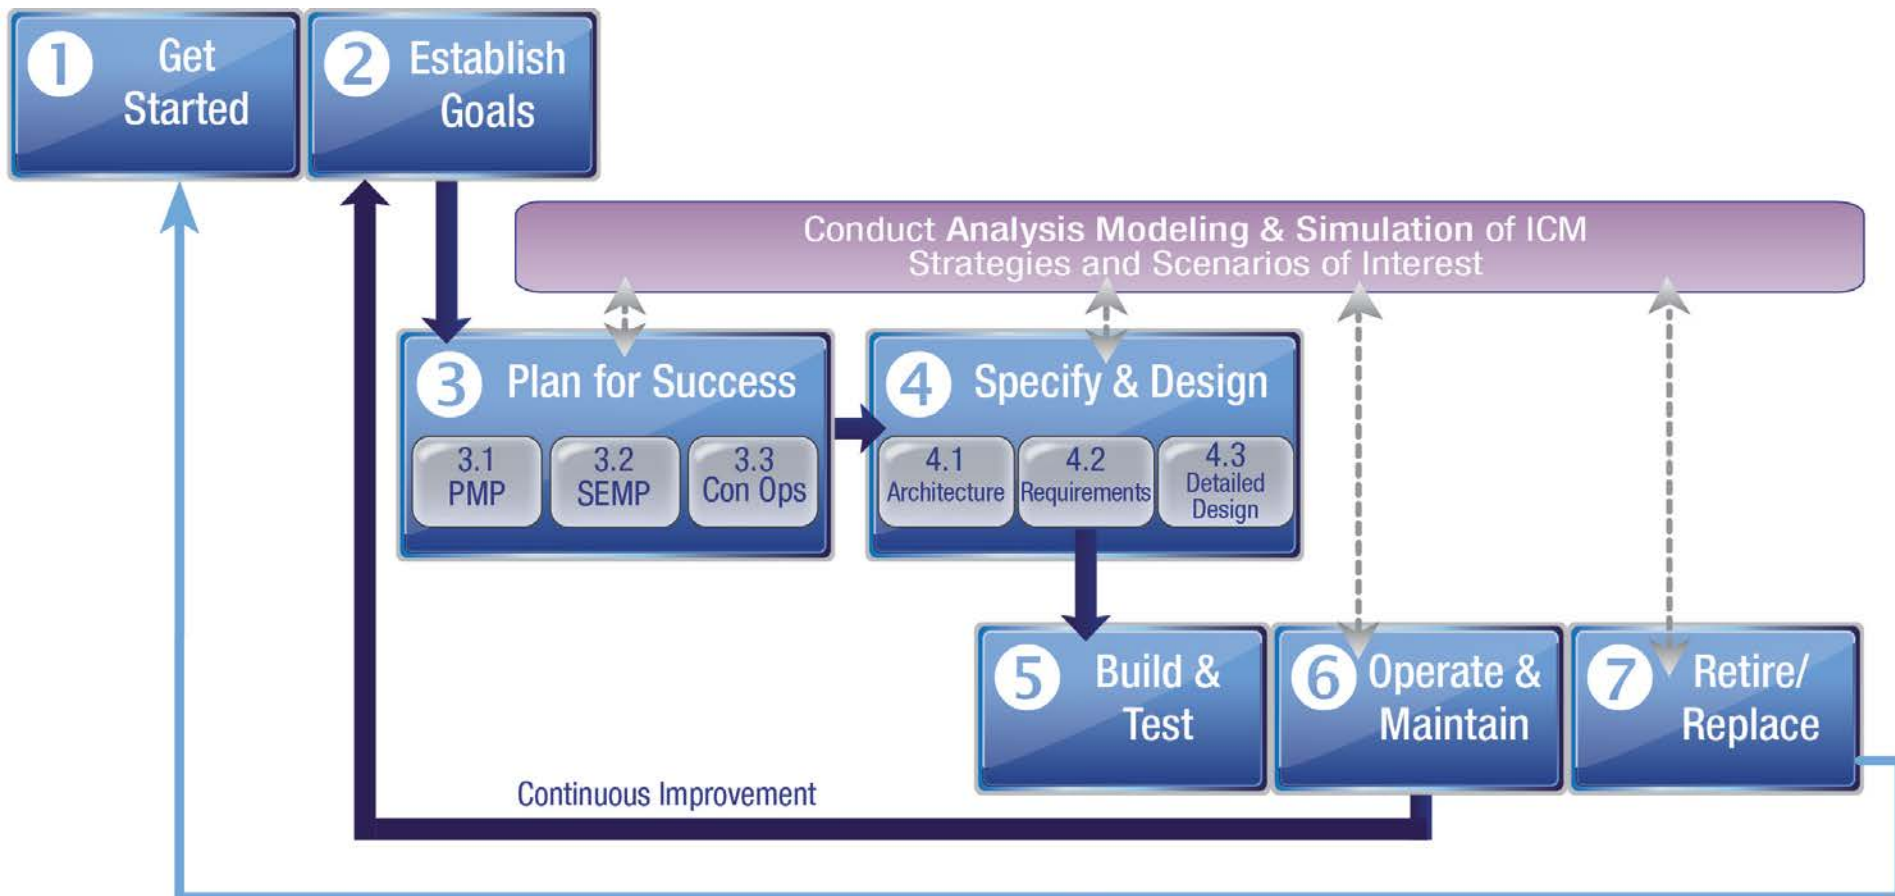 1
Get
Started
2
Establish
Goals
Conduct Analysis Modeling & Simulation of ICM
Strategies and Scenarios of Interest
3
Plan for Success
3.1
PMP
3.2
SEMP
3.3
Con Ops
4
Specify & Design
4.1
Architecture
4.2
Requirements
4.3
Detailed
Design
5
Build &
Test
6
Operate &
Maintain
7
Retire/
Replace
Continuous Improvement